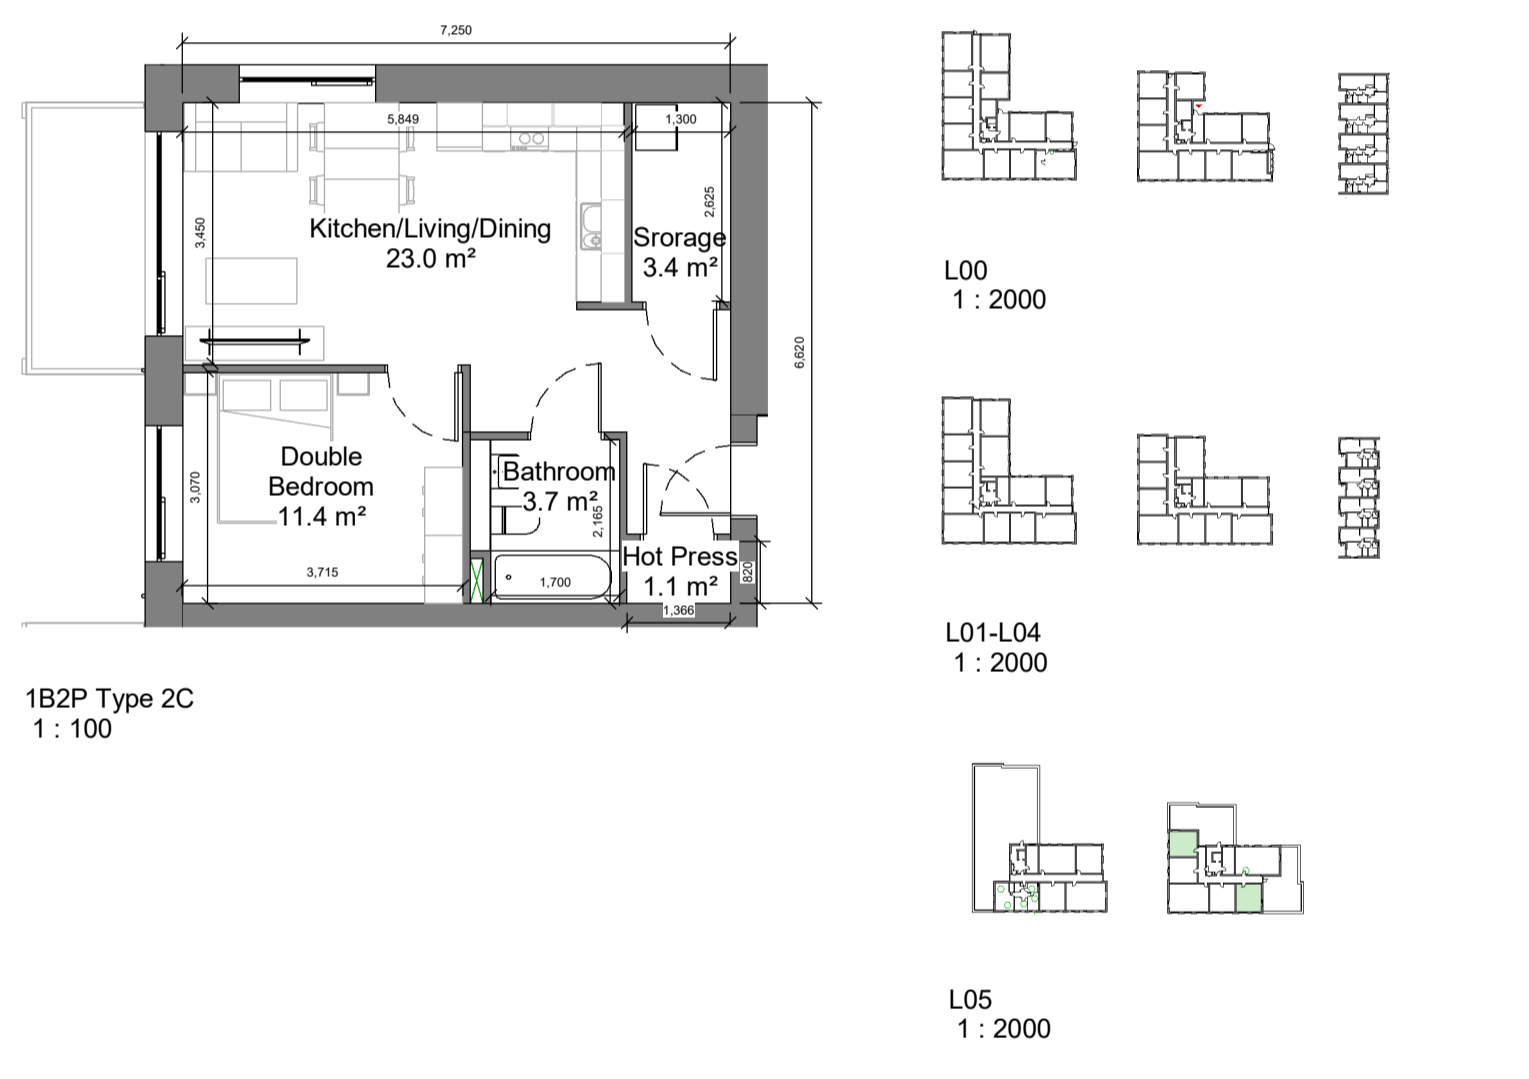 7,250
5,849
1,300
2,625
3,450
Kitchen/Living/Dining
23.0 m²
Srorage
3.4 m²
6,620
Double
Bedroom
11.4 m²
3,070
3,715
Bathroom
3.7 m²
2,165
1,700
Hot Press
1.1 m²
820
1,366
1B2P Type 2C
1 : 100
L00
1 : 2000
L01-L04
1 : 2000
L05
1 : 2000